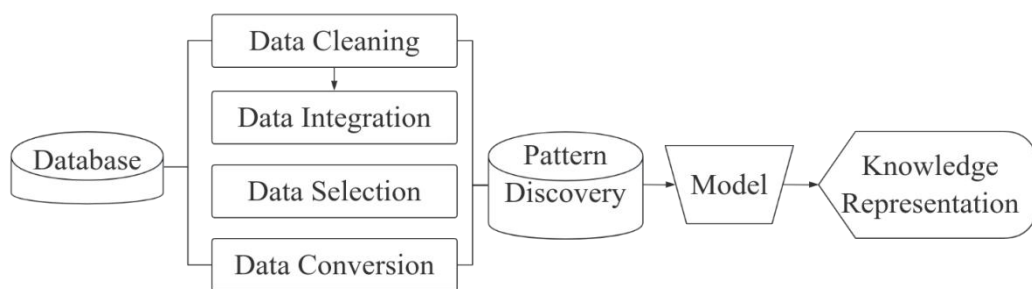 Data Cleaning
Data Integration
Database
Data Selection
Data Conversion
Pattern
Discovery
Model
Knowledge
Representation